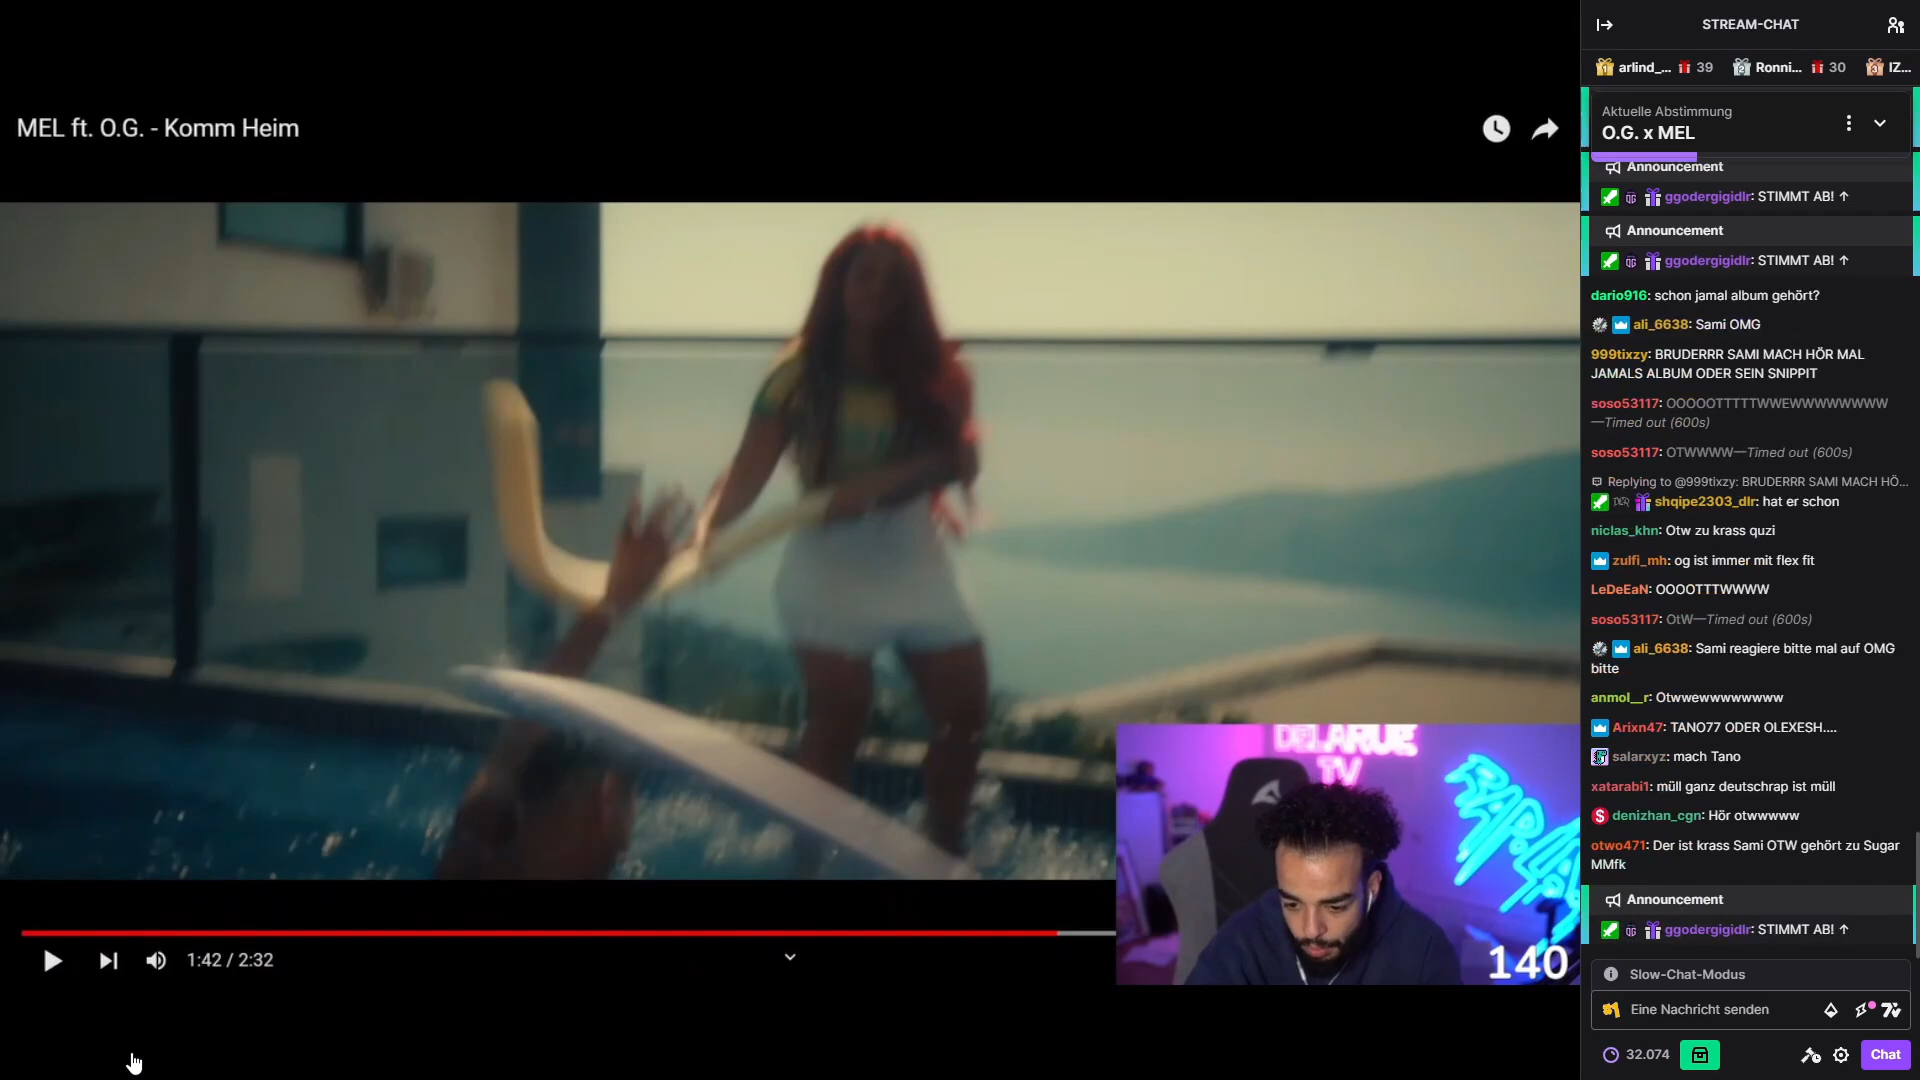 MEL ft. O.G. - Komm Heim
1:42 / 2:32
DELARUE
TV
140
STREAM-CHAT
arlind_... 39 Ronni... 30 IZ...
Aktuelle Abstimmung
O.G. x MEL
Announcement
ggodergigidlr: STIMMT AB! ↑
Announcement
ggodergigidlr: STIMMT AB! ↑
dario916: schon jamal album gehört?
ali_6638: Sami OMG
999tixzy: BRUDERRR SAMI MACH HÖR MAL
JAMALS ALBUM ODER SEIN SNIPPIT
soso53117: OOOOOTTTTTWWEWWWWWWWW
—Timed out (600s)
soso53117: OTWWWW—Timed out (600s)
Replying to @999tixzy: BRUDERRR SAMI MACH HÖ...
shqipe2303_dlr: hat er schon
niclas_khn: Otw zu krass quzi
zulfi_mh: og ist immer mit flex fit
LeDeEaN: OOOOTTTWWWW
soso53117: OtW—Timed out (600s)
ali_6638: Sami reagiere bitte mal auf OMG
bitte
anmol__r: Otwwewwwwwwww
Arixn47: TANO77 ODER OLEXESH....
salarxyz: mach Tano
xatarabi1: müll ganz deutschrap ist müll
denizhan_cgn: Hör otwwwww
otwo471: Der ist krass Sami OTW gehört zu Sugar
MMfk
Announcement
ggodergigidlr: STIMMT AB! ↑
Slow-Chat-Modus
Eine Nachricht senden
32.074
Chat